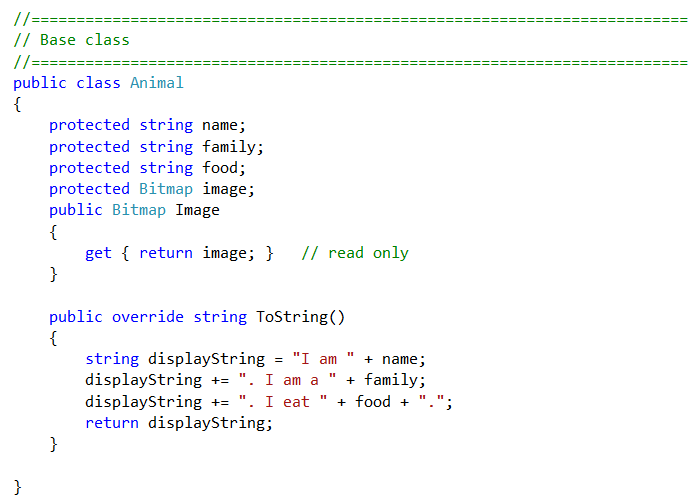 //=========================================================================
// Base class
//=========================================================================
public class Animal
{
    protected string name;
    protected string family;
    protected string food;
    protected Bitmap image;
    public Bitmap Image
    {
        get { return image; }   // read only
    }

    public override string ToString()
    {
        string displayString = "I am " + name;
        displayString += ". I am a " + family;
        displayString += ". I eat " + food + ".";
        return displayString;
    }

}